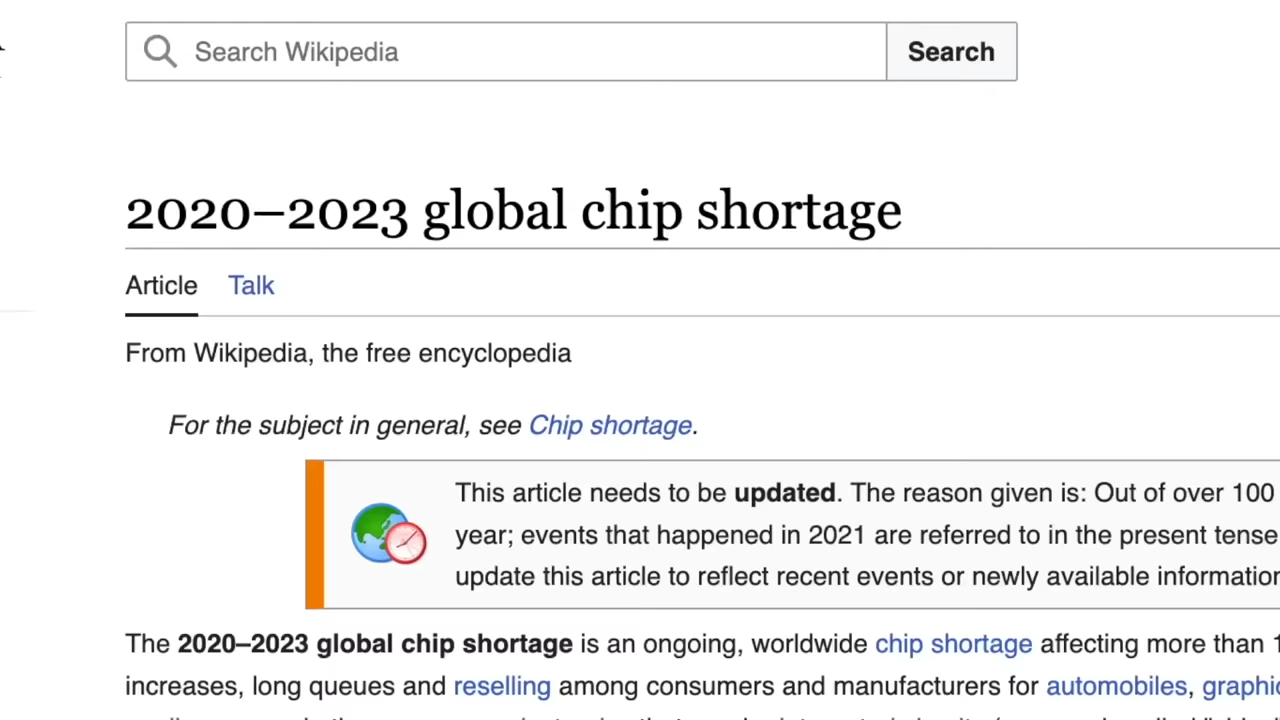 Search Wikipedia
Search
2020–2023 global chip shortage
Article
Talk
From Wikipedia, the free encyclopedia
For the subject in general, see Chip shortage.
This article needs to be updated. The reason given is: Out of over 100
year; events that happened in 2021 are referred to in the present tense
update this article to reflect recent events or newly available information
The 2020–2023 global chip shortage is an ongoing, worldwide chip shortage affecting more than 1
increases, long queues and reselling among consumers and manufacturers for automobiles, graphic